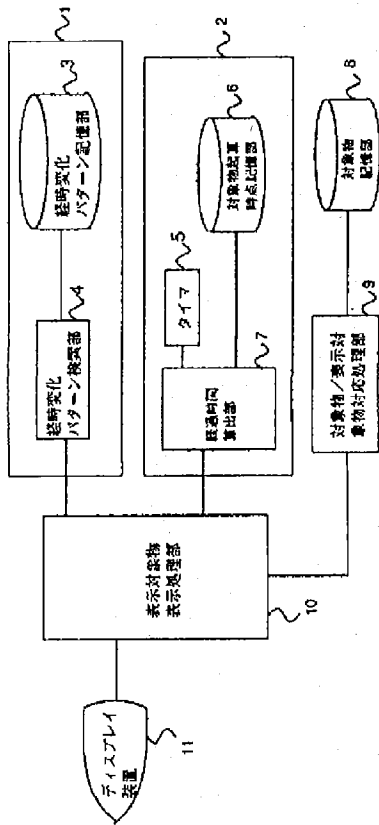 1
3
経時変化
パターン記憶部
4
経時変化
パターン検索部
2
6
対象物起算
時点記憶部
5
タイマ
7
経過時間
算出部
8
対象物
記憶部
9
対象物/表示対
象物対応処理部
表示対象物
表示処理部
10
ディスプレイ
装置
11